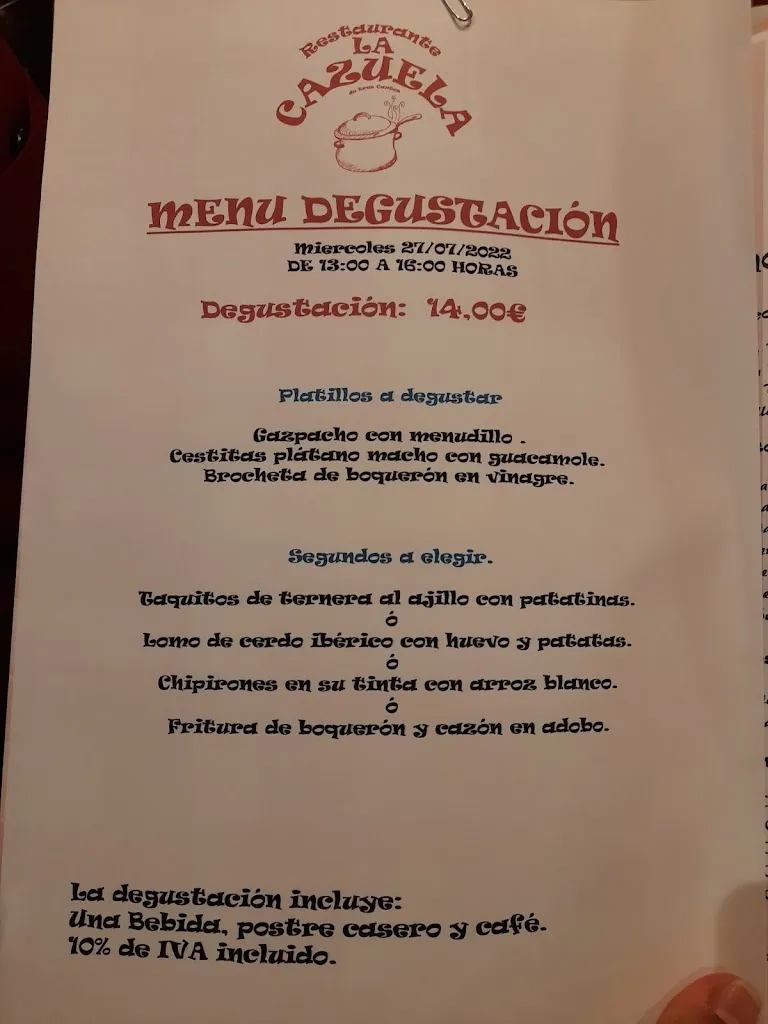 Restaurante
LA
CAZUELA
de Tres Cantos
MENU DEGUSTACIÓN
Miercoles 27/07/2022
DE 13:00 A 16:00 HORAS
Degustación: 14,00€
Platillos a degustar
Gazpacho con menudillo .
Cestitas plátano macho con guacamole.
Brocheta de boquerón en vinagre.
Segundos a elegir.
Taquitos de ternera al ajillo con patatinas.
ó
Lomo de cerdo ibérico con huevo y patatas.
ó
Chipirones en su tinta con arroz blanco.
ó
Fritura de boquerón y cazón en adobo.
La degustación incluye:
Una Bebida, postre casero y café.
10% de IVA incluido.